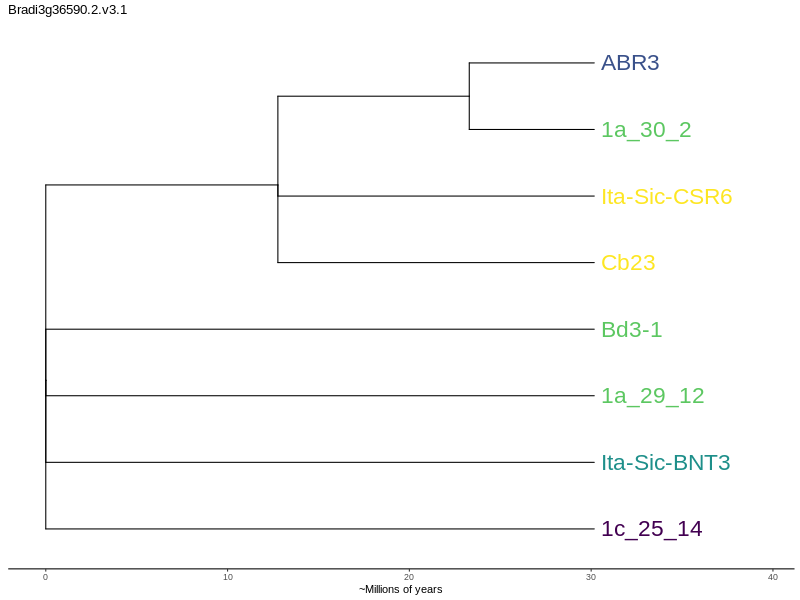 Bradi3g36590.2.v3.1
ABR3
1a_30_2
Ita-Sic-CSR6
Cb23
Bd3-1
1a_29_12
Ita-Sic-BNT3
1c_25_14
0 10 20 30 40
~Millions of years